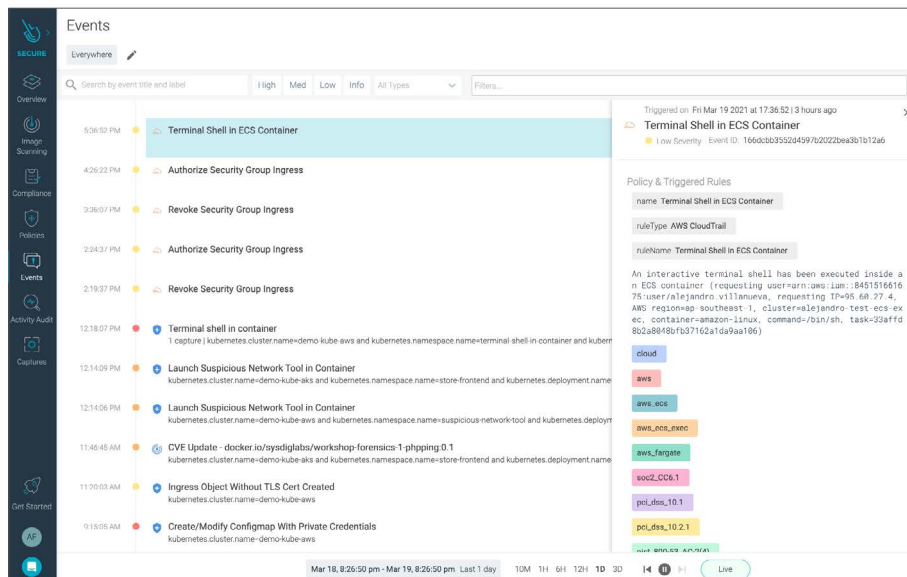 Events
SECURE
Everywhere
Search by event title and label
High Med Low Info All Types
Filters...
Overview
Image
Scanning
Compliance
Policies
Events
Activity Audit
Captures
Get Started
AF
5:36:52 PM Terminal Shell in ECS Container
4:26:22 PM Authorize Security Group Ingress
3:36:07 PM Revoke Security Group Ingress
2:24:37 PM Authorize Security Group Ingress
2:19:37 PM Revoke Security Group Ingress
12:18:07 PM Terminal shell in container
1 capture | kubernetes.cluster.name=demo-kube-aws and kubernetes.namespace.name=terminal-shell-in-container and kubern
12:14:09 PM Launch Suspicious Network Tool in Container
kubernetes.cluster.name=demo-kube-aks and kubernetes.namespace.name=store-frontend and kubernetes.deployment.name
12:14:06 PM Launch Suspicious Network Tool in Container
kubernetes.cluster.name=demo-kube-aws and kubernetes.namespace.name=suspicious-network-tool and kubernetes.deploym
11:46:45 AM CVE Update - docker.io/sysdiglabs/workshop-forensics-1-phpping:0.1
kubernetes.cluster.name=demo-kube-aks and kubernetes.namespace.name=store-frontend and kubernetes.deployment.name
11:20:03 AM Ingress Object Without TLS Cert Created
kubernetes.cluster.name=demo-kube-aws
9:15:05 AM Create/Modify Configmap With Private Credentials
kubernetes.cluster.name=demo-kube-aws
Triggered on Fri Mar 19 2021 at 17:36:52 | 3 hours ago
Terminal Shell in ECS Container
Low Severity Event ID: 166dcbb3552d4597b2022bea3b1b12a6
Policy & Triggered Rules
name Terminal Shell in ECS Container
ruleType AWS CloudTrail
ruleName Terminal Shell in ECS Container
An interactive terminal shell has been executed inside a
n ECS container (requesting user=arn:aws:iam::8451516616
75:user/alejandro.villanueva, requesting IP=95.60.27.4,
AWS region=ap-southeast-1, cluster=alejandro-test-ecs-ex
ec, container=amazon-linux, command=/bin/sh, task=33affd
8b2a8048bfb37162a1da9aa106)
cloud
aws
aws_ecs
aws_ecs_exec
aws_fargate
soc2_CC6.1
pci_dss_10.1
pci_dss_10.2.1
nist_800-53_AC-2(4)
Mar 18, 8:26:50 pm - Mar 19, 8:26:50 pm Last 1 day 10M 1H 6H 12H 1D 3D Live